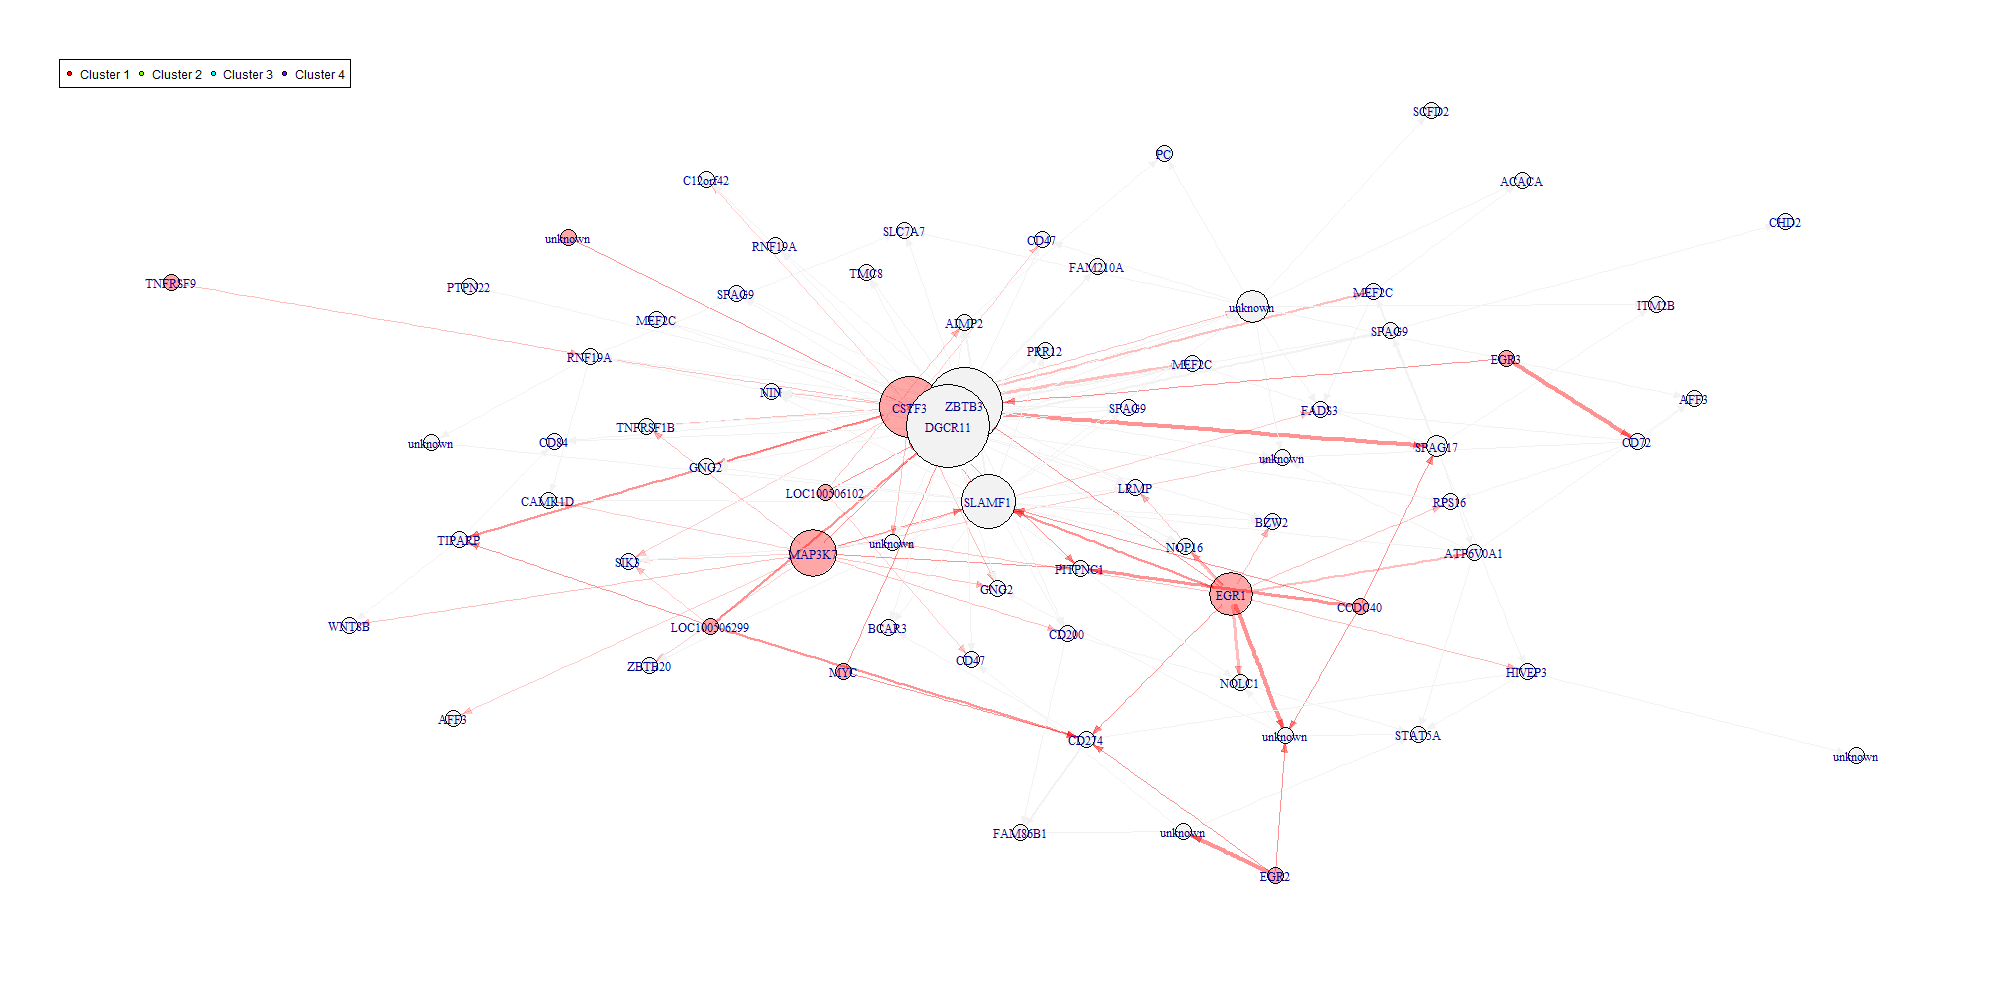 Cluster 1 Cluster 2 Cluster 3 Cluster 4
SCFD2
PC
C12orf42
ACACA
CHD2
SLC7A7
unknown
CD47
RNF19A
FAM210A
TMC8
TNFRSF9
PTPN22
SPAG9
MEF2C
ITM2B
unknown
MEF2C
AIMP2
SPAG9
PRR12
RNF19A
EGR3
MEF2C
NIN
AFF3
CSTF3
ZBTB3
SPAG9
FADS3
TNFRSF1B
DGCR11
unknown
CD84
CD72
SPAG17
unknown
GNG2
LRMP
LOC100506102
CAMK1D
SLAMF1
RPS16
BZW2
TIPARP
unknown
NOP16
MAP3K7
ATP6V0A1
SIK3
PITPNC1
GNG2
EGR1
CCDC40
WNT8B
LOC100506299
BCAR3
CD200
CD47
ZBTB20
MYC
HIVEP3
NOLC1
AFF3
STAT5A
unknown
CD274
unknown
FAM86B1
unknown
EGR2